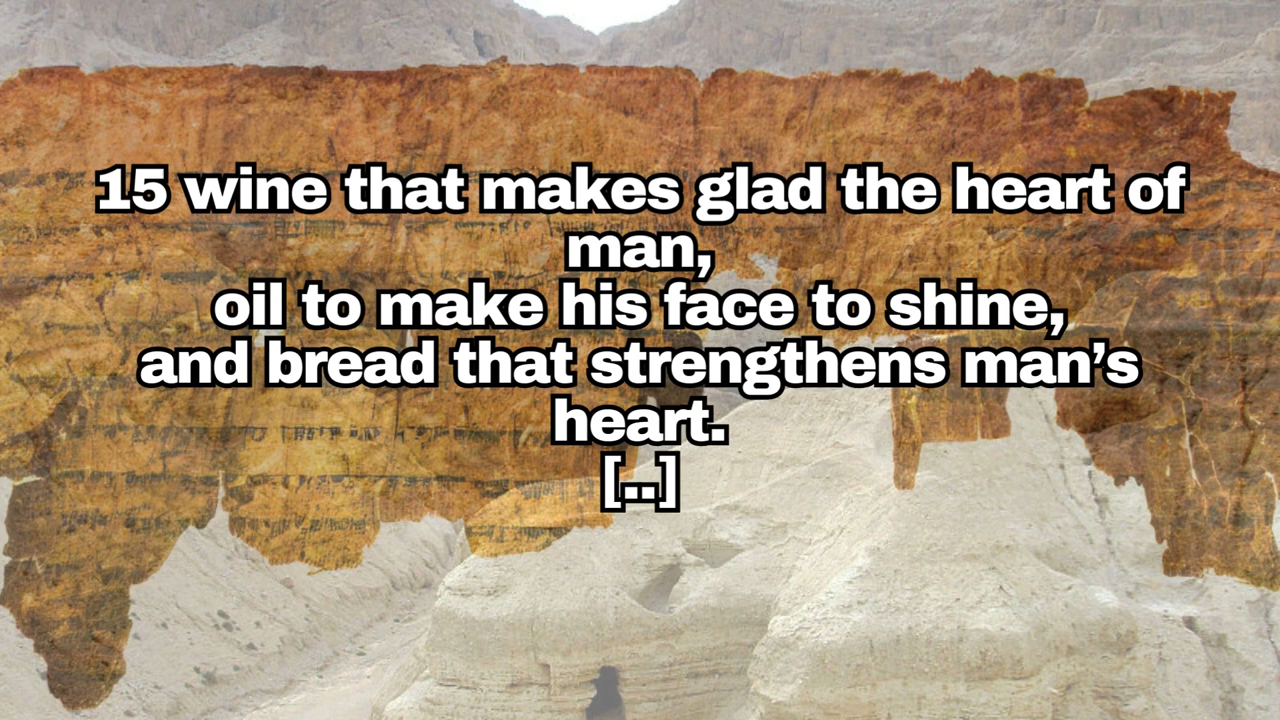 15 wine that makes glad the heart of
man,
oil to make his face to shine,
and bread that strengthens man’s
heart.
[..]